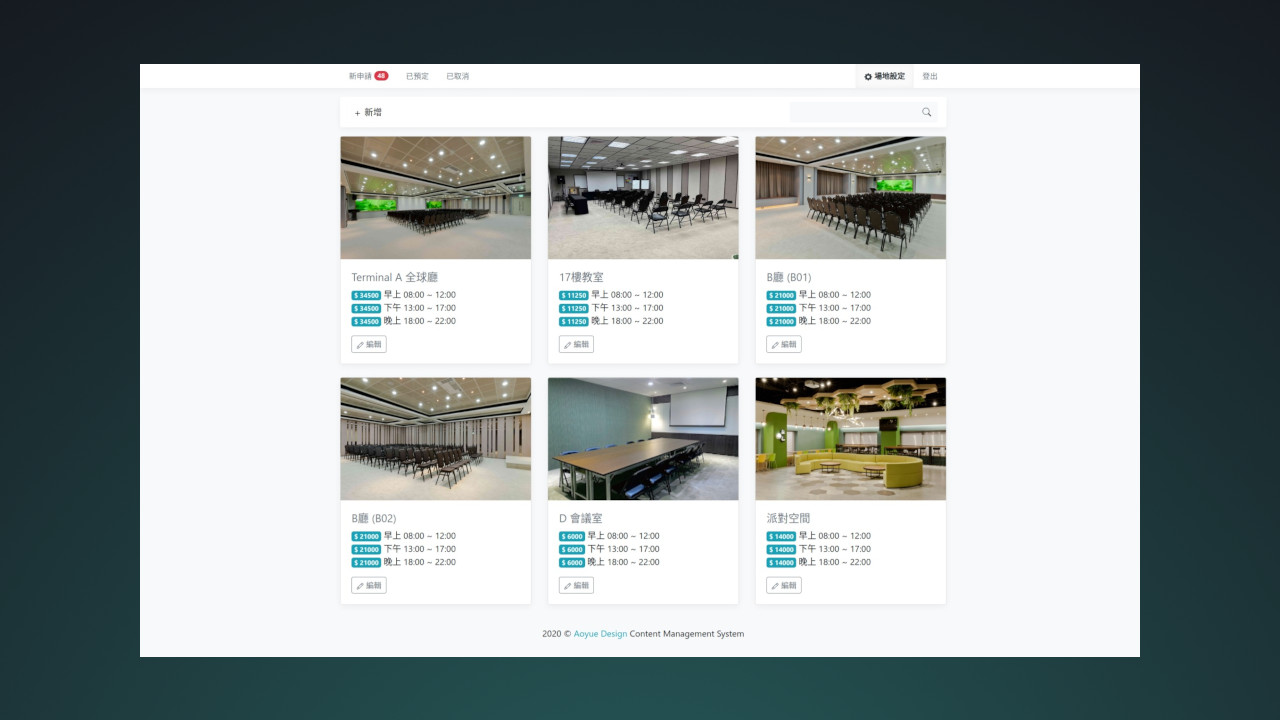 新申請 48 已預定 已取消 場地設定 登出
+ 新增
Terminal A 全球廳
$ 34500 早上 08:00 ~ 12:00
$ 34500 下午 13:00 ~ 17:00
$ 34500 晚上 18:00 ~ 22:00
編輯
17樓教室
$ 11250 早上 08:00 ~ 12:00
$ 11250 下午 13:00 ~ 17:00
$ 11250 晚上 18:00 ~ 22:00
編輯
B廳 (B01)
$ 21000 早上 08:00 ~ 12:00
$ 21000 下午 13:00 ~ 17:00
$ 21000 晚上 18:00 ~ 22:00
編輯
B廳 (B02)
$ 21000 早上 08:00 ~ 12:00
$ 21000 下午 13:00 ~ 17:00
$ 21000 晚上 18:00 ~ 22:00
編輯
D 會議室
$ 6000 早上 08:00 ~ 12:00
$ 6000 下午 13:00 ~ 17:00
$ 6000 晚上 18:00 ~ 22:00
編輯
派對空間
$ 14000 早上 08:00 ~ 12:00
$ 14000 下午 13:00 ~ 17:00
$ 14000 晚上 18:00 ~ 22:00
編輯
2020 © Aoyue Design Content Management System